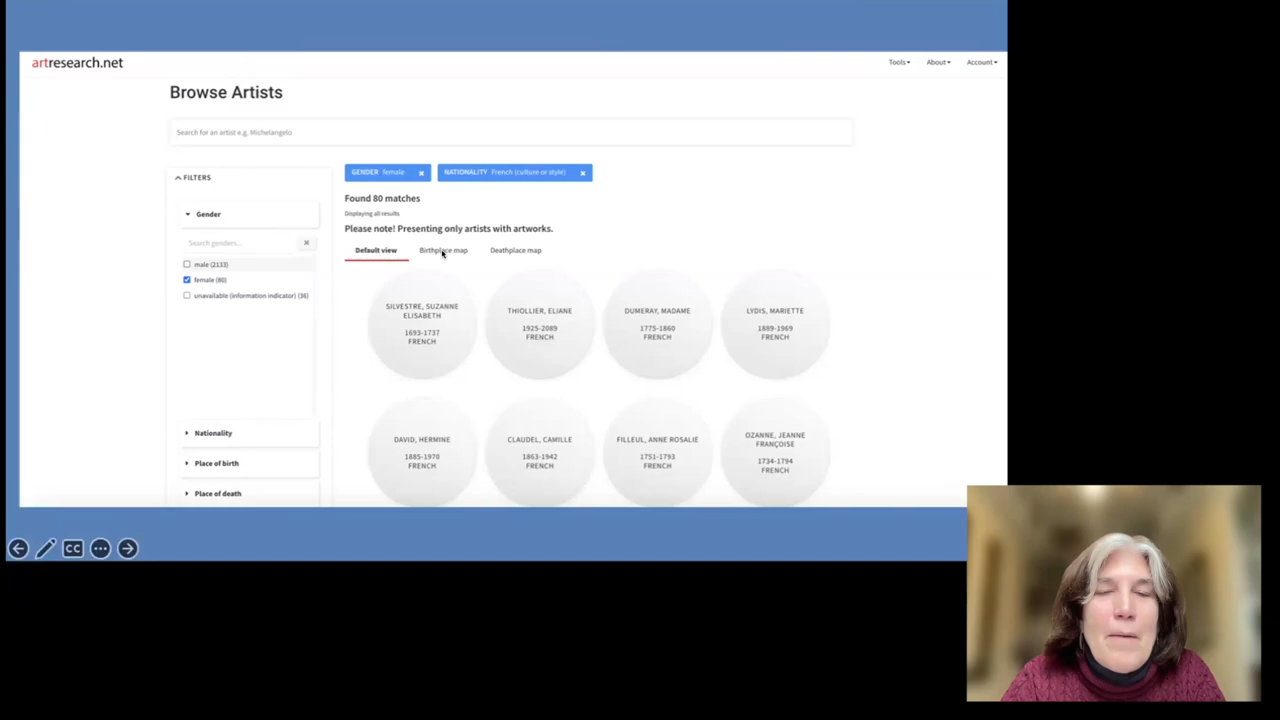 artresearch.net
Tools About Account
Browse Artists
Search for an artist e.g. Michelangelo
FILTERS
Gender
Search genders...
male (2133)
female (80)
unavailable (information indicator) (36)
Nationality
Place of birth
Place of death
GENDER female × NATIONALITY French (culture or style) ×
Found 80 matches
Displaying all results
Please note! Presenting only artists with artworks.
Default view Birthplace map Deathplace map
SILVESTRE, SUZANNE
ELISABETH
1693-1737
FRENCH
THIOLLIER, ELIANE
1925-2089
FRENCH
DUMERAY, MADAME
1775-1860
FRENCH
LYDIS, MARIETTE
1889-1969
FRENCH
DAVID, HERMINE
1885-1970
FRENCH
CLAUDEL, CAMILLE
1863-1942
FRENCH
FILLEUL, ANNE ROSALIE
1751-1793
FRENCH
OZANNE, JEANNE
FRANÇOISE
1734-1794
FRENCH
CC